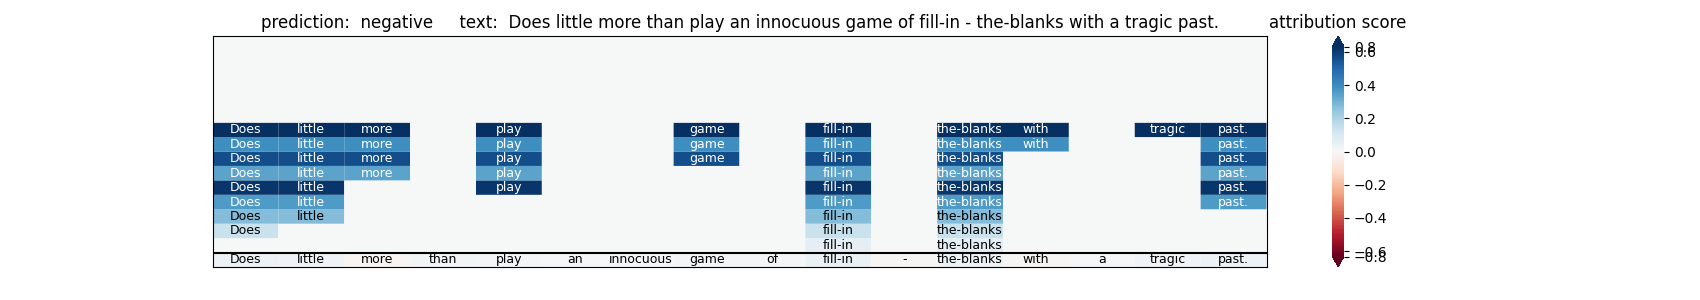 prediction: negative text: Does little more than play an innocuous game of fill-in - the-blanks with a tragic past. attribution score
Does little more play game fill-in the-blanks with tragic past.
Does little more play game fill-in the-blanks with past.
Does little more play game fill-in the-blanks past.
Does little more play fill-in the-blanks past.
Does little play fill-in the-blanks past.
Does little fill-in the-blanks past.
Does little fill-in the-blanks
Does fill-in the-blanks
fill-in the-blanks
Does little more than play an innocuous game of fill-in - the-blanks with a tragic past.
0.8
0.6
0.4
0.2
0.0
−0.2
−0.4
−0.6
−0.8